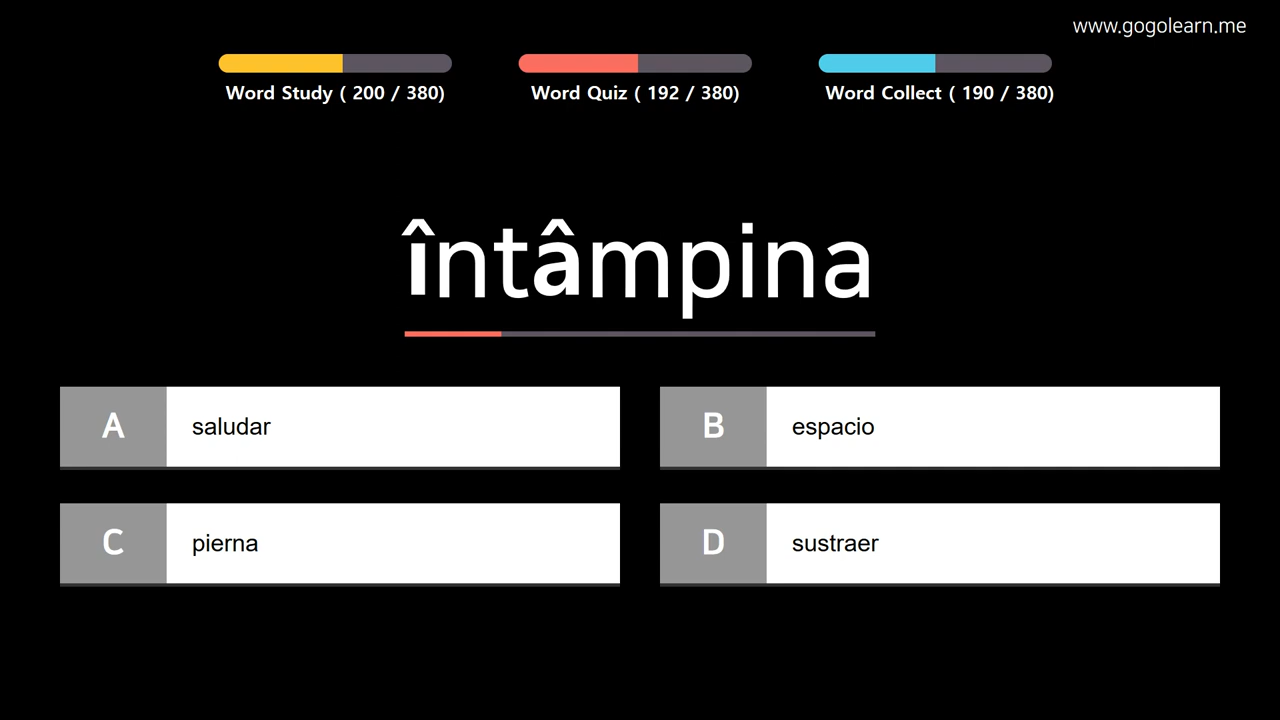 www.gogolearn.me
Word Study ( 200 / 380)
Word Quiz ( 192 / 380)
Word Collect ( 190 / 380)
întâmpina
A saludar
B espacio
C pierna
D sustraer